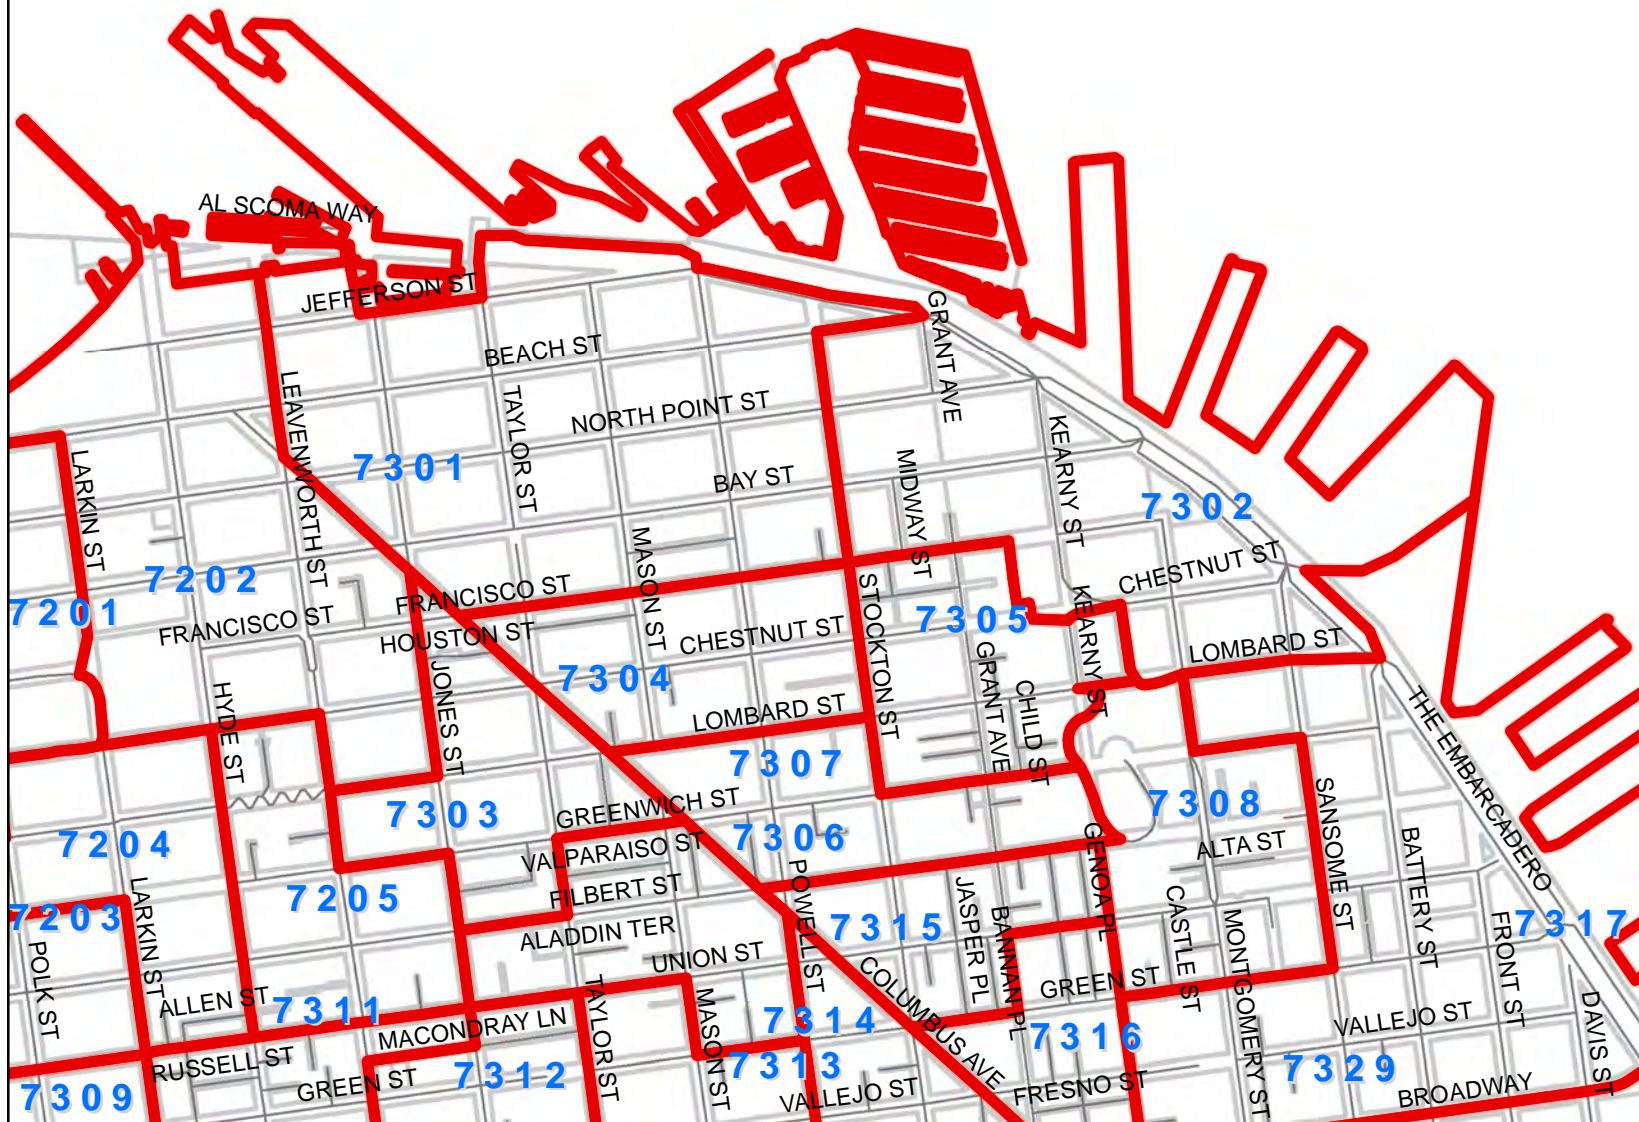 AL SCOMA WAY
JEFFERSON ST
GRANT AVE
BEACH ST
LEAVENWORTH ST
TAYLOR ST
NORTH POINT ST
KEARNY ST
LARKIN ST
7301
MIDWAY ST
BAY ST
7302
MASON ST
CHESTNUT ST
7202
FRANCISCO ST
STOCKTON ST
KEARNY ST
7201
FRANCISCO ST
HOUSTON ST
CHESTNUT ST
7305
LOMBARD ST
GRANT AVE
JONES ST
7304
HYDE ST
CHILD ST
LOMBARD ST
THE EMBARCADERO
7307
SANSOME ST
GREENWICH ST
7303
7308
GENOA PL
7204
VALPARAISO ST
7306
ALTA ST
BATTERY ST
POWELL ST
FILBERT ST
7205
LARKIN ST
JASPER PL
CASTLE ST
7203
BANNAN PL
MONTGOMERY ST
FRONT ST
7317
ALADDIN TER
7315
POLK ST
UNION ST
COLUMBUS AVE
GREEN ST
DAVIS ST
TAYLOR ST
ALLEN ST
7311
MASON ST
7314
MACONDRAY LN
VALLEJO ST
7316
RUSSELL ST
7313
7312
7329
GREEN ST
7309
VALLEJO ST
FRESNO ST
BROADWAY